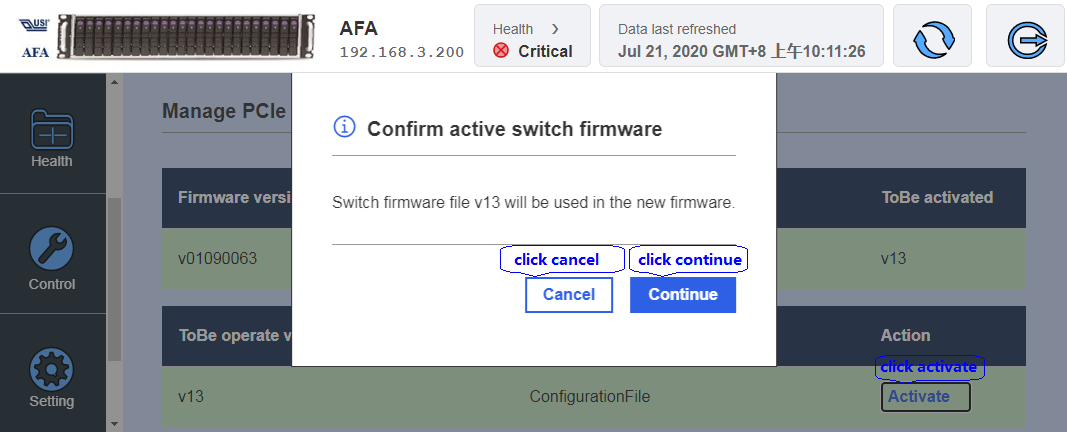 USI
AFA
AFA
192.168.3.200
Health >
Critical
Data last refreshed
Jul 21, 2020 GMT+8 上午10:11:26
Health
Control
Setting
Manage PCIe
Firmware versi
ToBe activated
v01090063
v13
ToBe operate v
Action
v13
ConfigurationFile
click activate
Activate
Confirm active switch firmware
Switch firmware file v13 will be used in the new firmware.
click cancel
click continue
Cancel
Continue